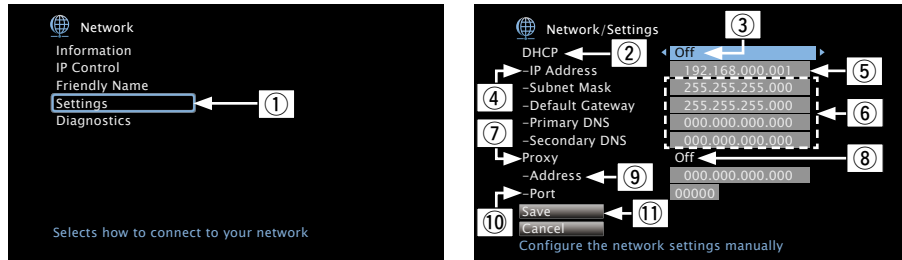 Network
Information
IP Control
Friendly Name
Settings
①
Diagnostics
Selects how to connect to your network
Network/Settings
③
DHCP
②
Off
–IP Address
192.168.000.001
⑤
④
–Subnet Mask
255.255.255.000
–Default Gateway
255.255.255.000
⑥
–Primary DNS
000.000.000.000
⑦
–Secondary DNS
000.000.000.000
Proxy
Off
⑧
–Address
⑨
000.000.000.000
–Port
00000
⑩
Save
⑪
Cancel
Configure the network settings manually